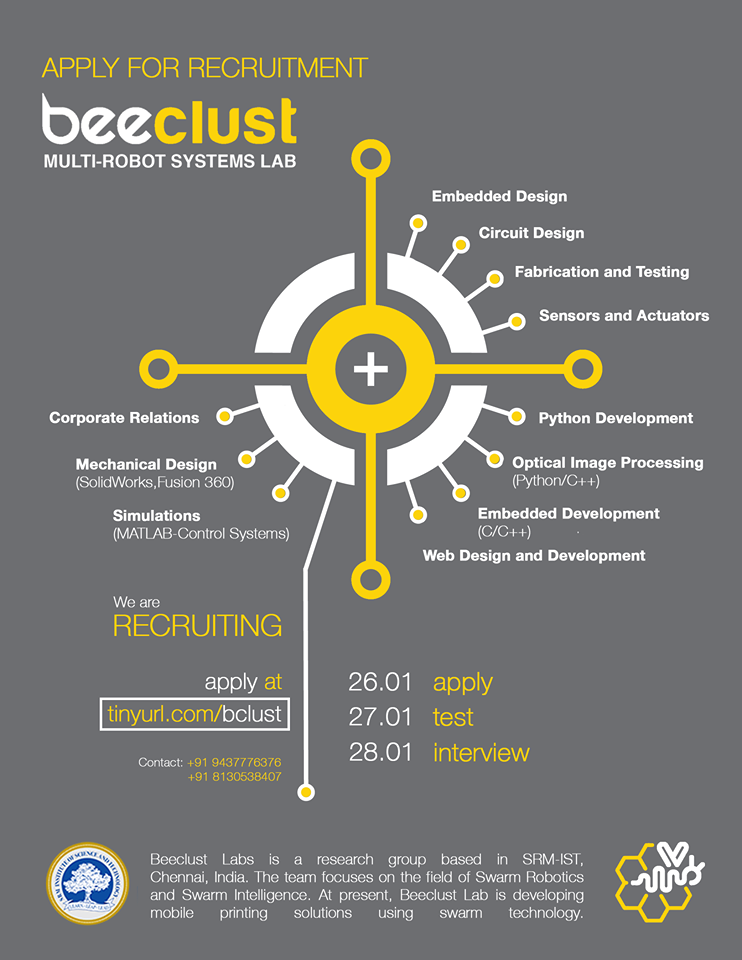 APPLY FOR RECRUITMENT
beeclust
MULTI-ROBOT SYSTEMS LAB
Embedded Design
Circuit Design
Fabrication and Testing
Sensors and Actuators
Corporate Relations
Mechanical Design
(SolidWorks,Fusion 360)
Simulations
(MATLAB-Control Systems)
Python Development
Optical Image Processing
(Python/C++)
Embedded Development
(C/C++)
Web Design and Development
We are
RECRUITING
apply at
tinyurl.com/bclust
Contact: +91 9437776376
+91 8130538407
26.01 apply
27.01 test
28.01 interview
Beeclust Labs is a research group based in SRM-IST,
Chennai, India. The team focuses on the field of Swarm Robotics
and Swarm Intelligence. At present, Beeclust Lab is developing
mobile printing solutions using swarm technology.